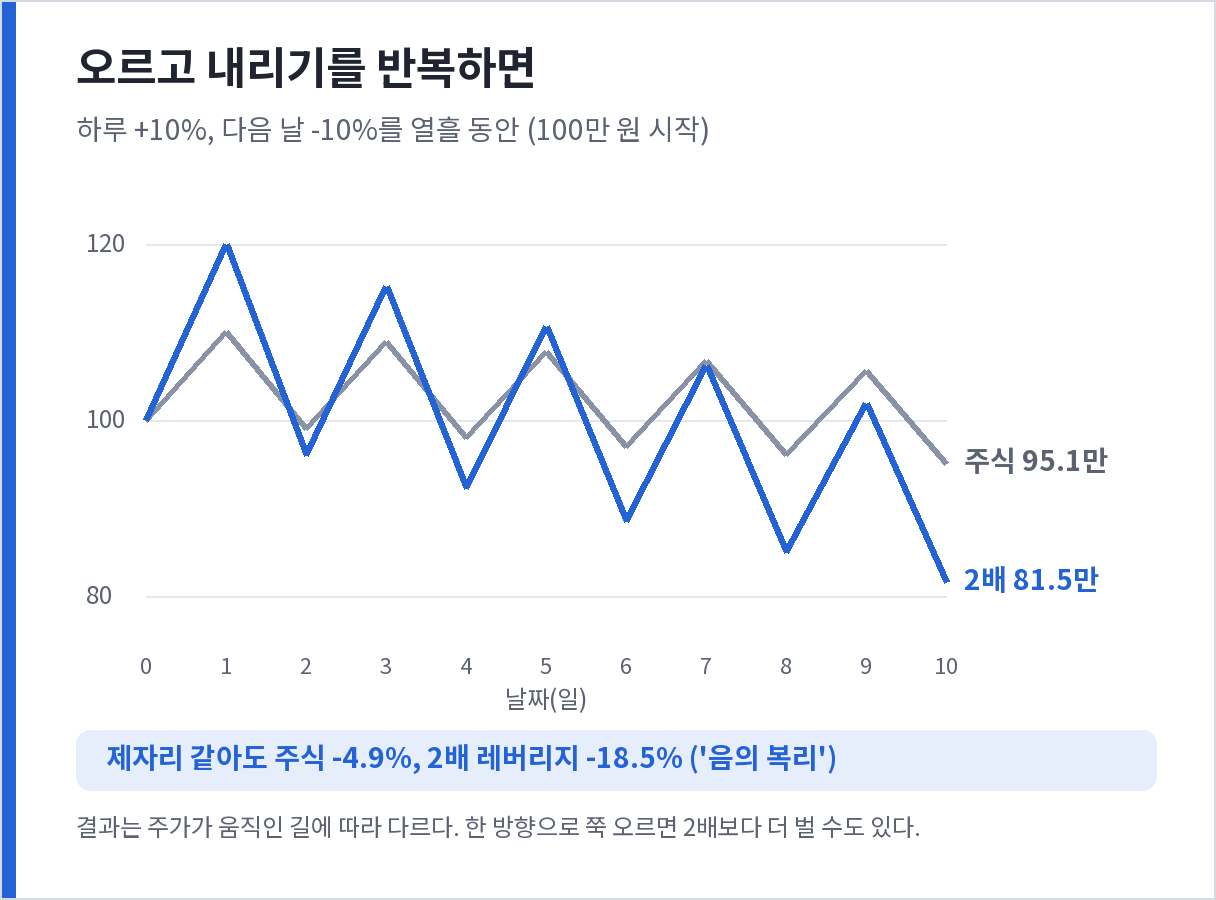 오르고 내리기를 반복하면
하루 +10%, 다음 날 -10%를 열흘 동안 (100만 원 시작)
120
100
80
주식 95.1만
2배 81.5만
0 1 2 3 4 5 6 7 8 9 10
날짜(일)
제자리 같아도 주식 -4.9%, 2배 레버리지 -18.5% ('음의 복리')
결과는 주가가 움직인 길에 따라 다르다. 한 방향으로 쭉 오르면 2배보다 더 벌 수도 있다.